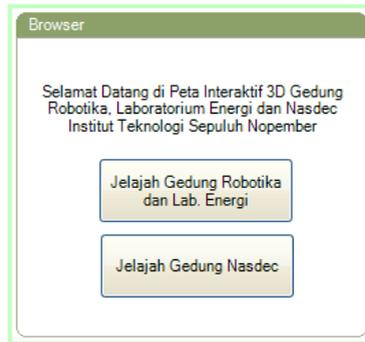 Browser
Selamat Datang di Peta Interaktif 3D Gedung
Robotika, Laboratorium Energi dan Nasdec
Institut Teknologi Sepuluh Nopember
Jelajah Gedung Robotika
dan Lab. Energi
Jelajah Gedung Nasdec